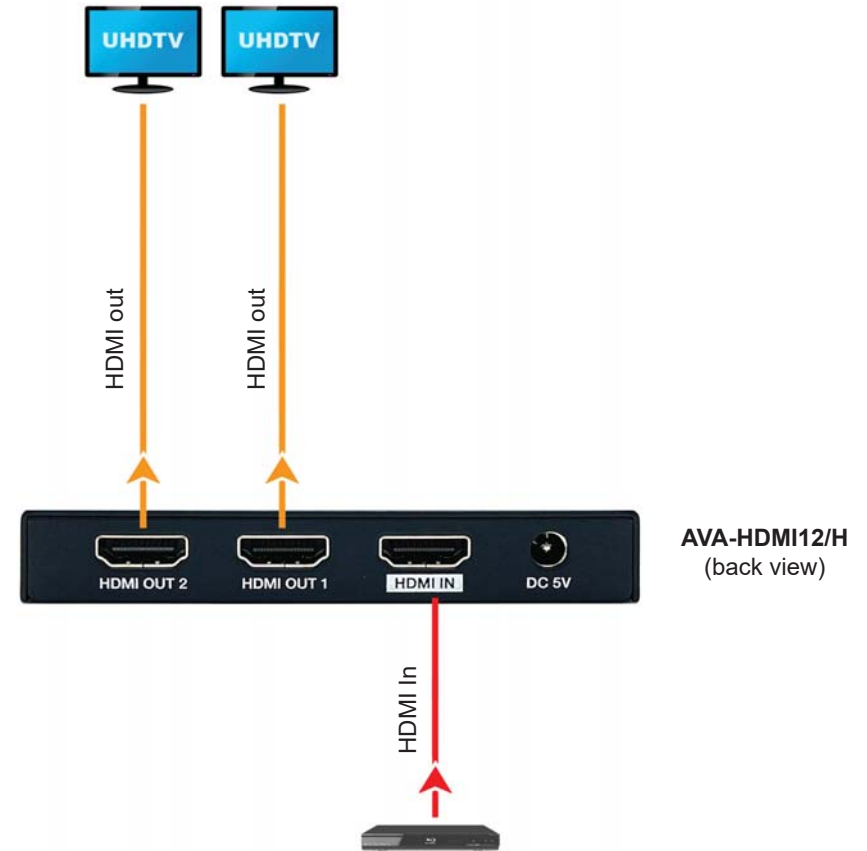 UHDTV UHDTV
HDMI out
HDMI out
AVA-HDMI12/H
(back view)
HDMI OUT 2 HDMI OUT 1 HDMI IN DC 5V
HDMI In